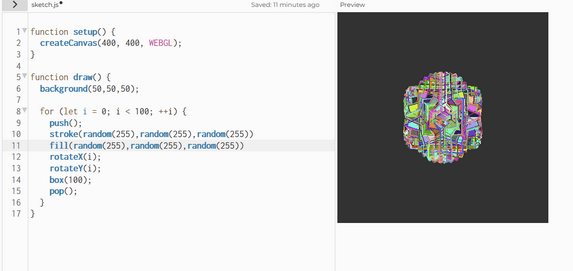 sketch.js•
Saved: 11 minutes ago
Preview
1 function setup() {
2 createCanvas(400, 400, WEBGL);
3 }
4
5 function draw() {
6 background(50,50,50);
7
8 for (let i = 0; i < 100; ++i) {
9 push();
10 stroke(random(255),random(255),random(255))
11 fill(random(255),random(255),random(255))
12 rotateX(i);
13 rotateY(i);
14 box(100);
15 pop();
16 }
17 }